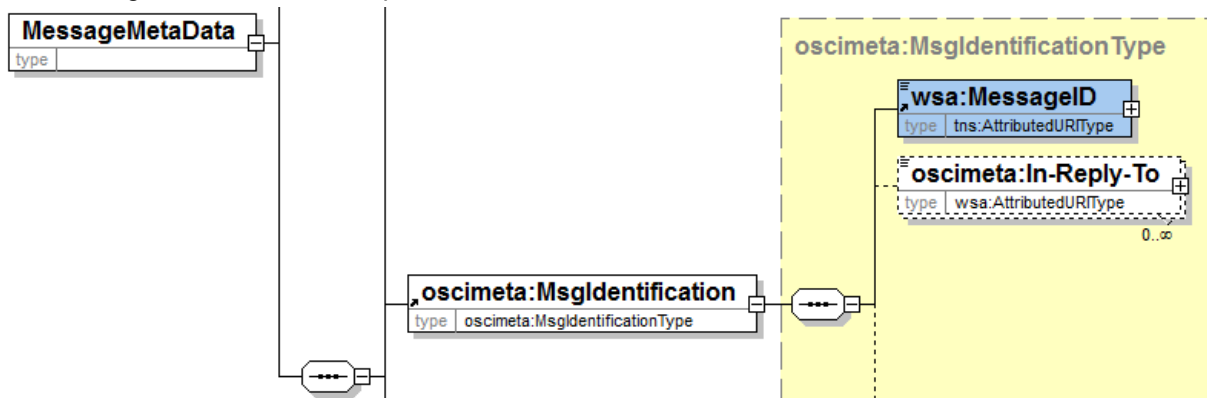 MessageMetaData
type
oscimeta:MsgIdentificationType
wsa:MessageID
type tns:AttributedURIType
oscimeta:In-Reply-To
type wsa:AttributedURIType
0..∞
oscimeta:MsgIdentification
type oscimeta:MsgIdentificationType